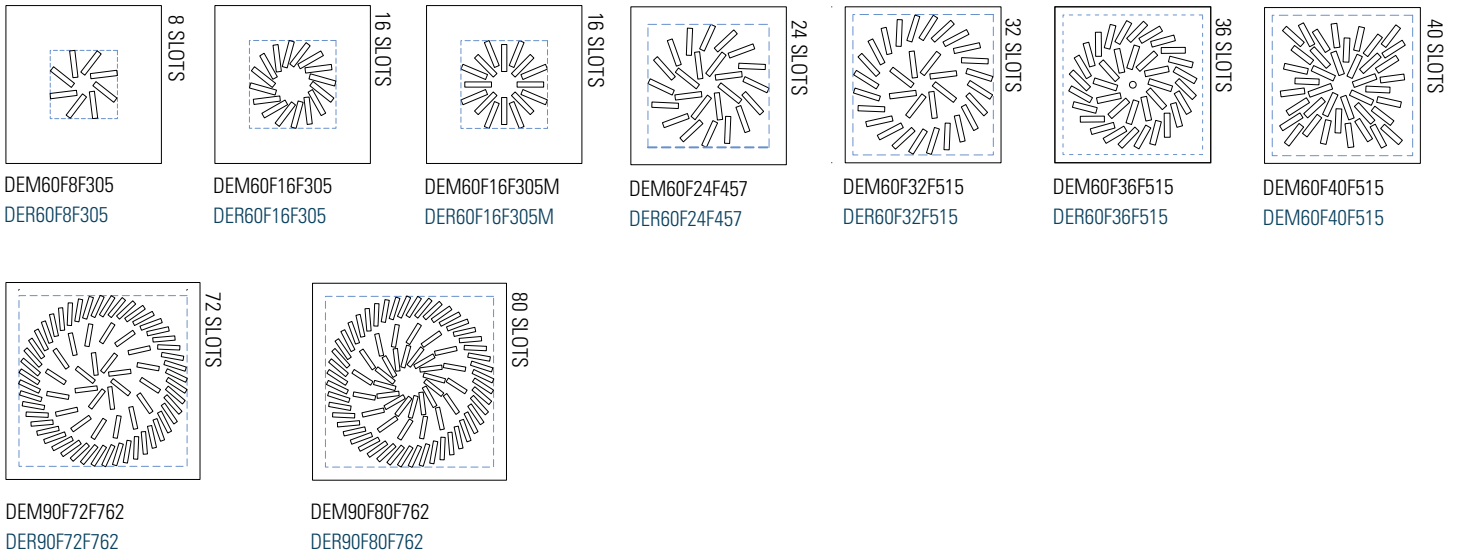 8 SLOTS
DEM60F8F305
DER60F8F305
16 SLOTS
DEM60F16F305
DER60F16F305
16 SLOTS
DEM60F16F305M
DER60F16F305M
24 SLOTS
DEM60F24F457
DER60F24F457
32 SLOTS
DEM60F32F515
DER60F32F515
36 SLOTS
DEM60F36F515
DER60F36F515
40 SLOTS
DEM60F40F515
DEM60F40F515
72 SLOTS
DEM90F72F762
DER90F72F762
80 SLOTS
DEM90F80F762
DER90F80F762